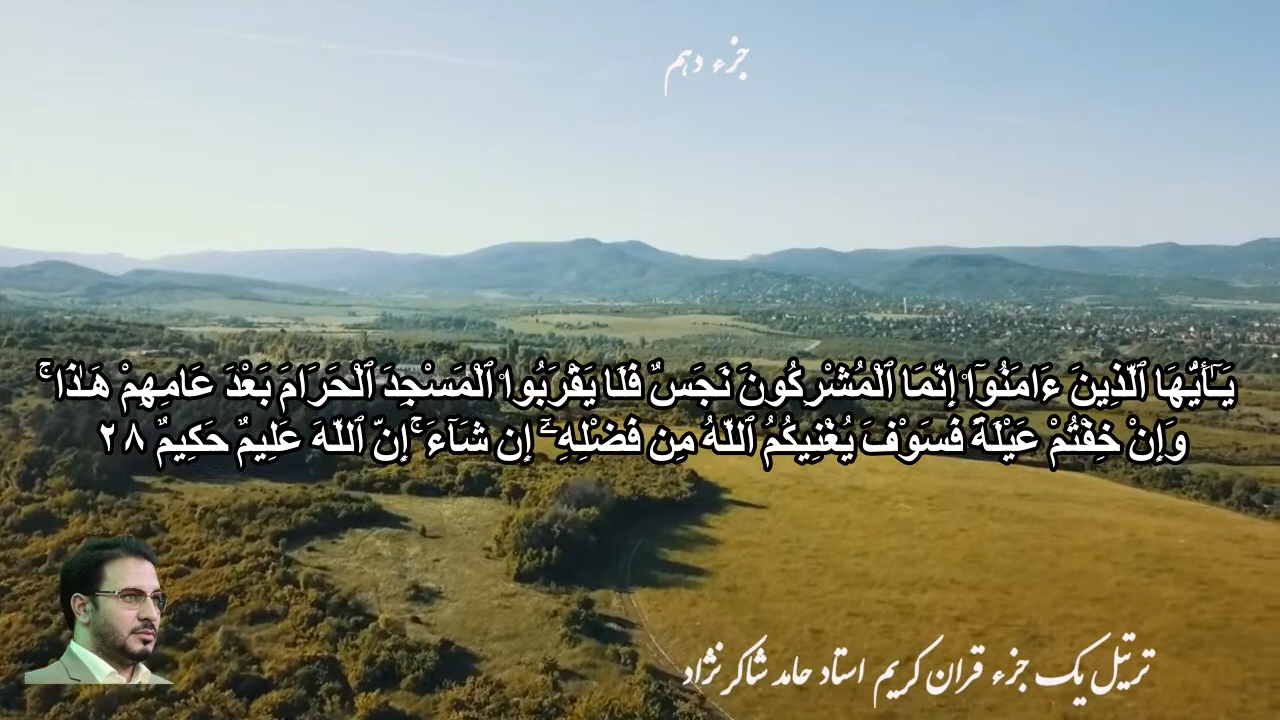 جزء دهم
يَـٰٓأَيُّهَا ٱلَّذِينَ ءَامَنُوٓا۟ إِنَّمَا ٱلْمُشْرِكُونَ نَجَسٌ فَلَا يَقْرَبُوا۟ ٱلْمَسْجِدَ ٱلْحَرَامَ بَعْدَ عَامِهِمْ هَـٰذَا ۚ
وَإِنْ خِفْتُمْ عَيْلَةً فَسَوْفَ يُغْنِيكُمُ ٱللَّهُ مِن فَضْلِهِۦٓ إِن شَآءَ ۚ إِنَّ ٱللَّهَ عَلِيمٌ حَكِيمٌ ٢٨
ترتیل یک جزء قران کریم استاد حامد شاکرنژاد